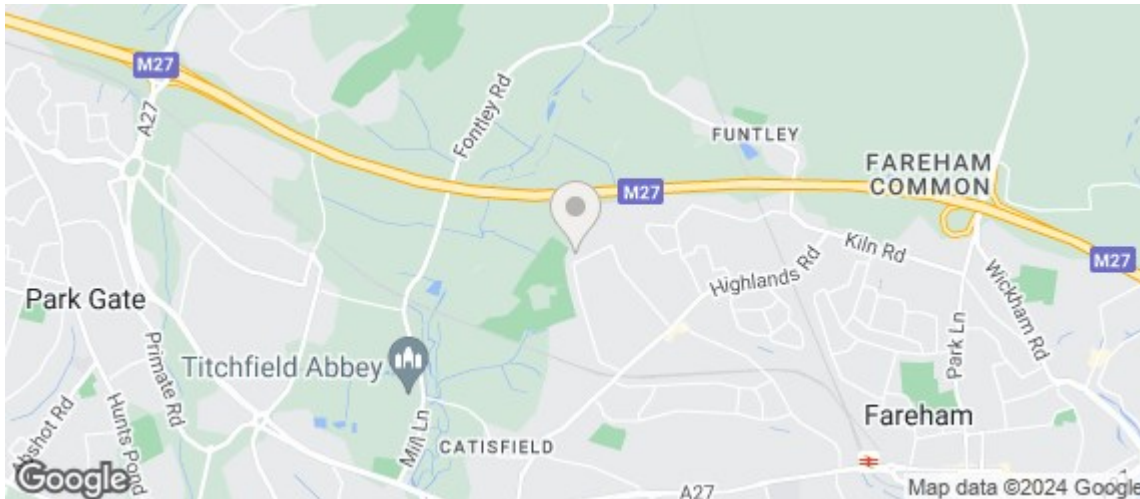 M27
A27
Fontley Rd
FUNTLEY
FAREHAM
COMMON
M27
Kiln Rd
M27
Highlands Rd
Wickham Rd
Park Gate
Park Ln
Primate Rd
Titchfield Abbey
Hunts Pond
Mill Ln
CATISFIELD
Fareham
A27
Google
Map data ©2024 Google